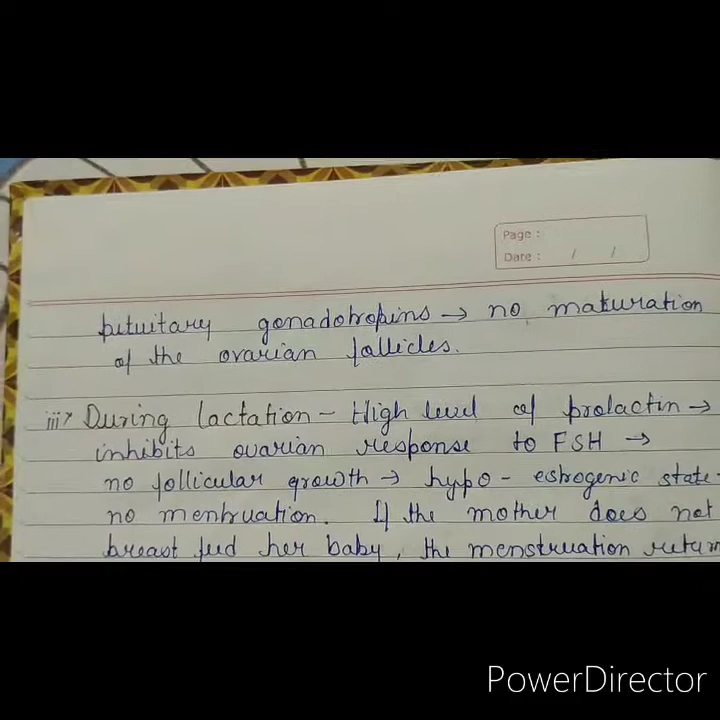 Page :
Date : / /
pituitary gonadotropins → no maturation
of the ovarian follicles.
iii> During lactation - High level of prolactin →
inhibits ovarian response to FSH →
no follicular growth → hypo - estrogenic state -
no menstruation. If the mother does not
breast feed her baby, the menstruation return
PowerDirector